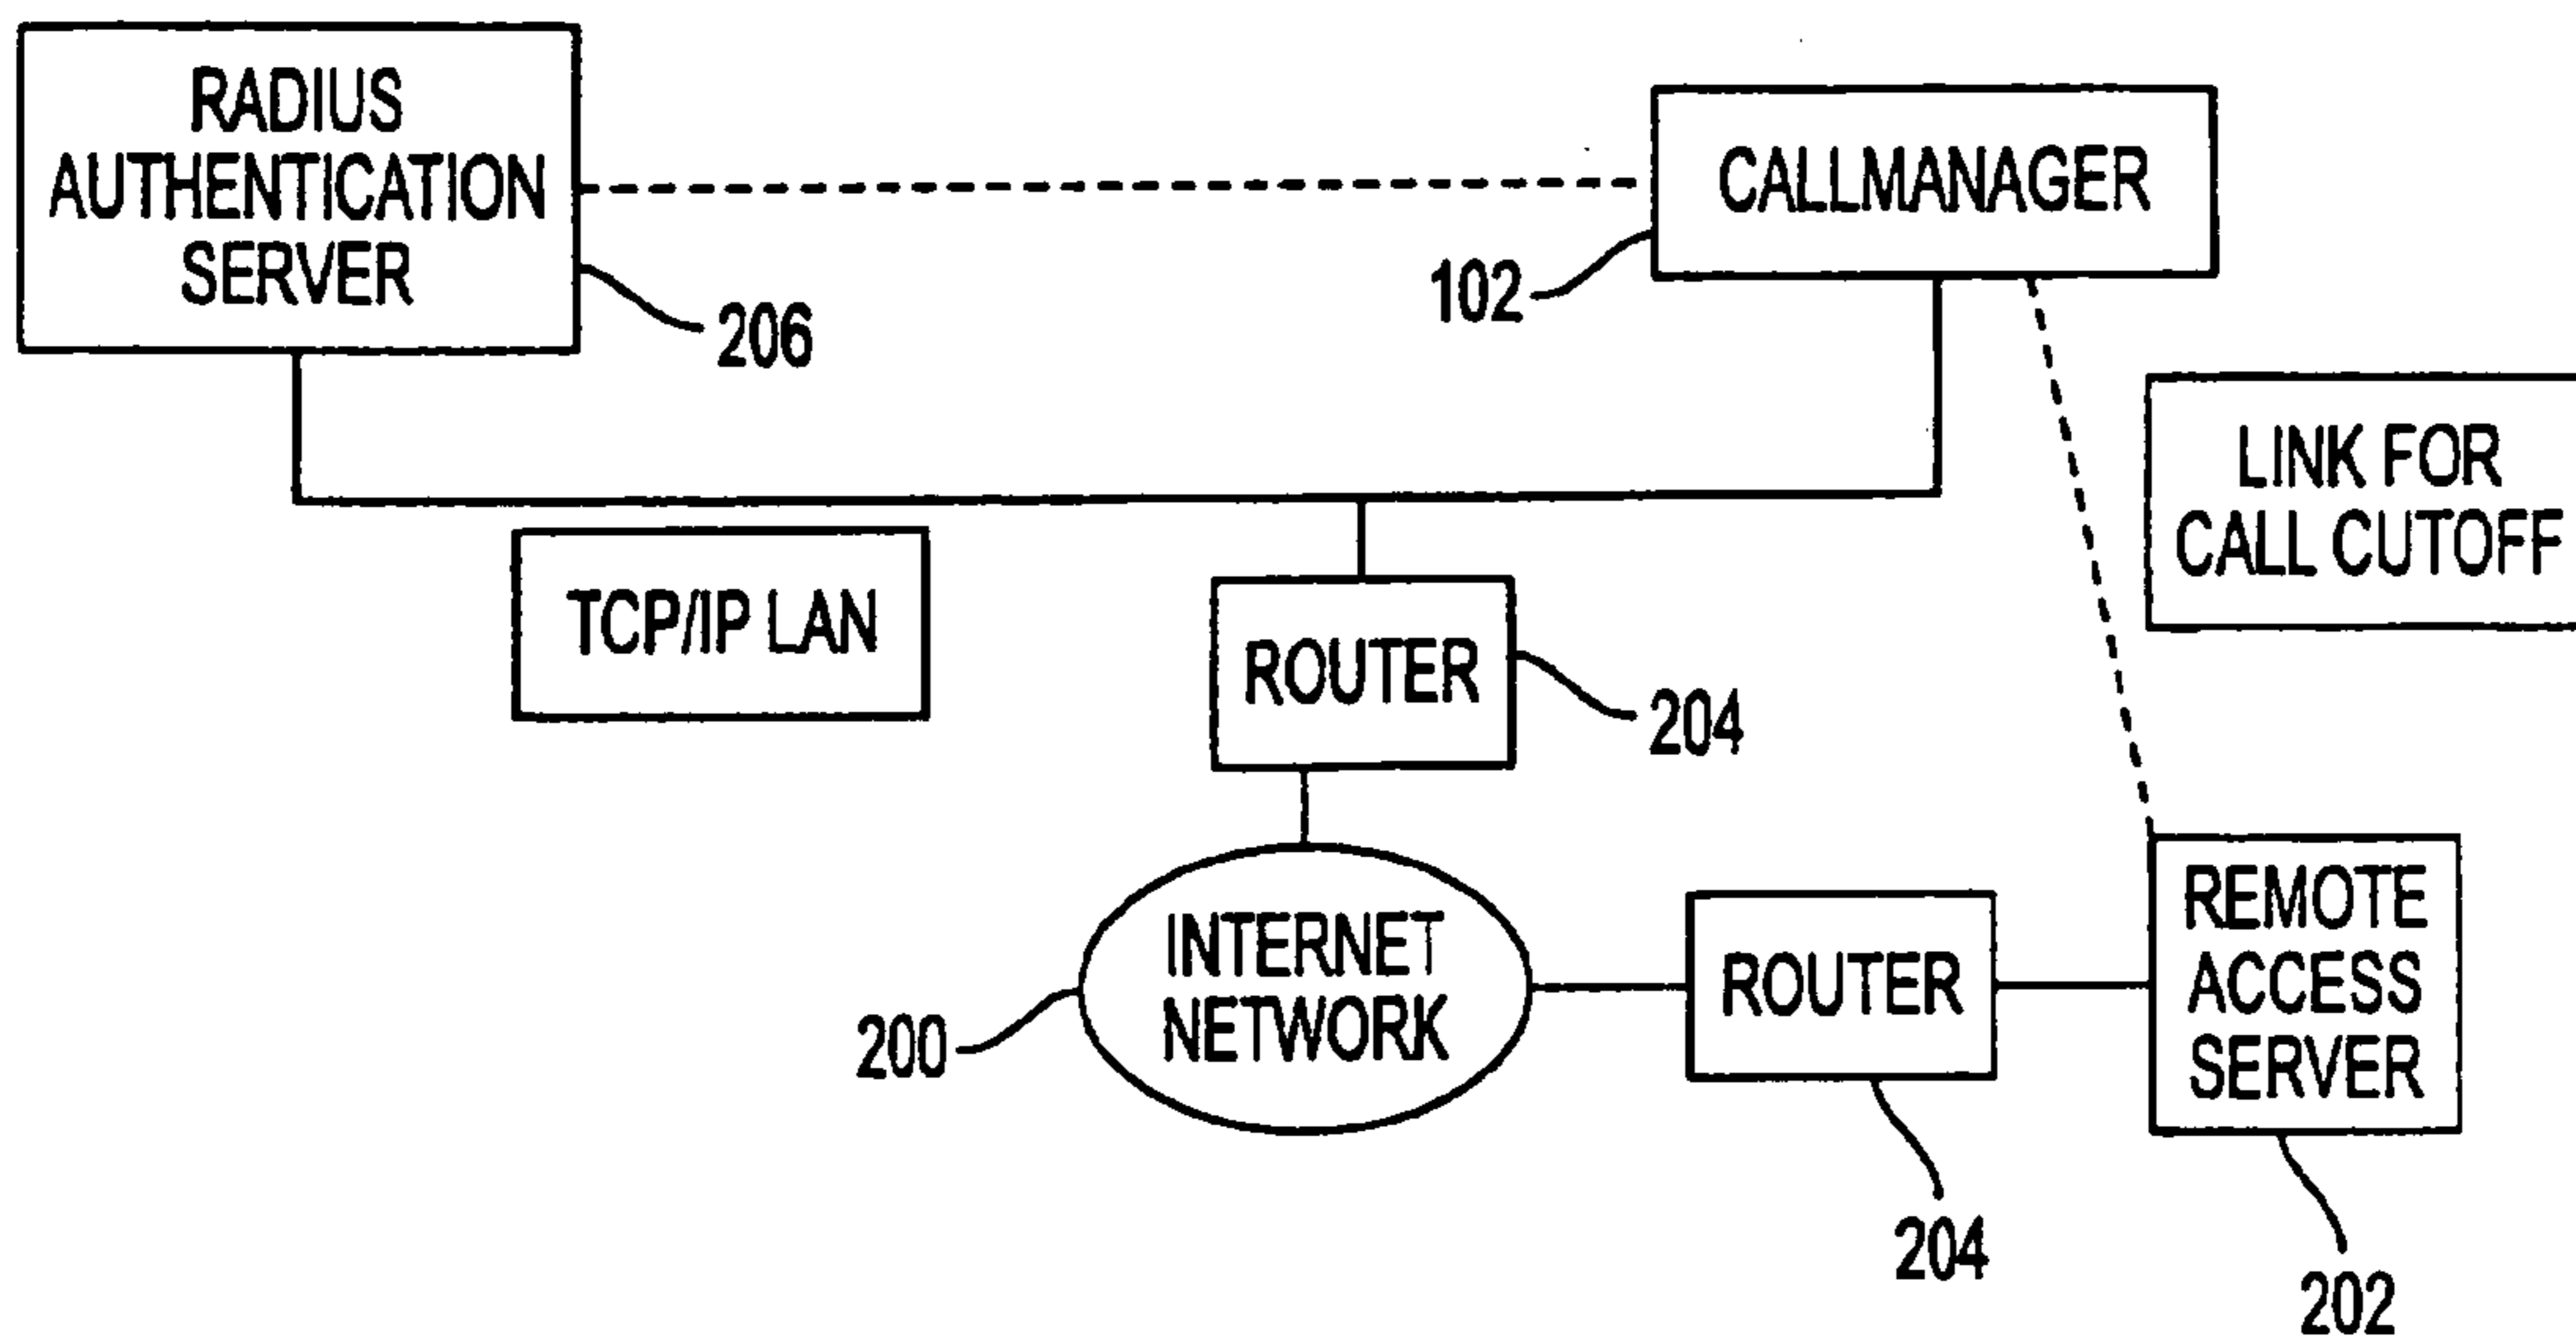 RADIUS
AUTHENTICATION
SERVER
206
CALLMANAGER
102
LINK FOR
CALL CUTOFF
TCP/IP LAN
ROUTER
204
INTERNET
NETWORK
200
ROUTER
204
REMOTE
ACCESS
SERVER
202